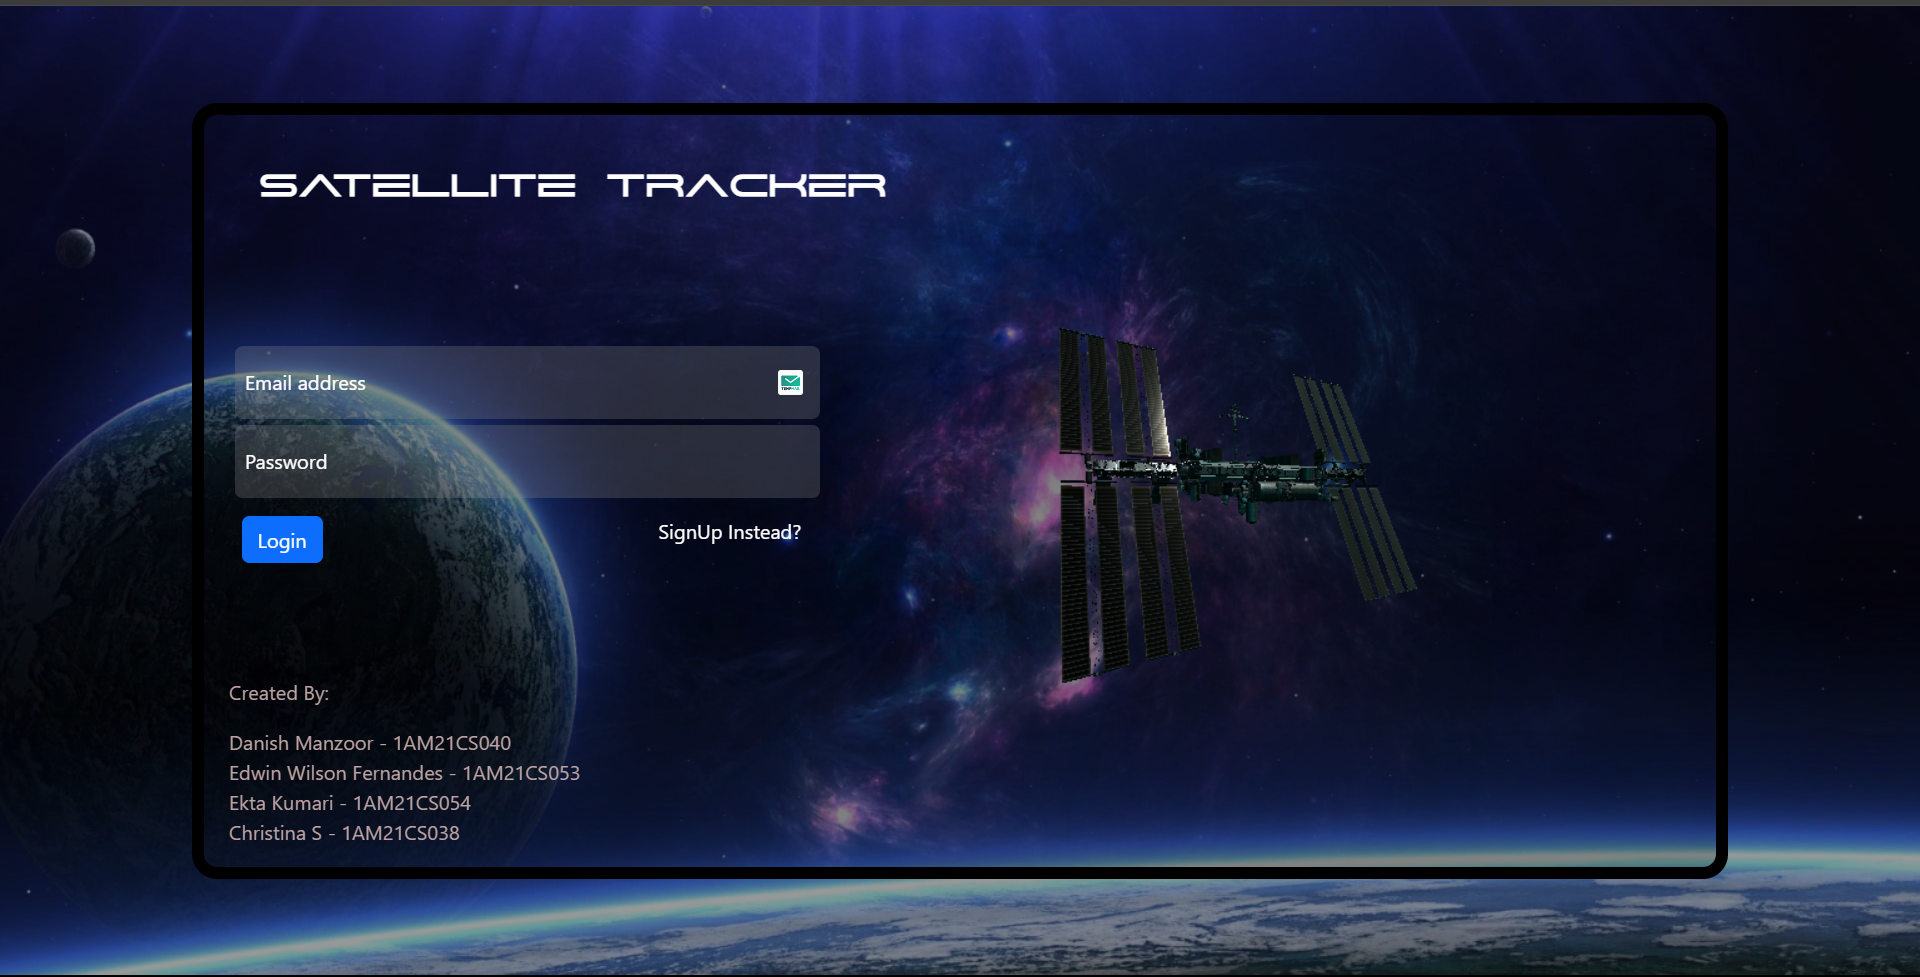 SATELLITE TRACKER
Email address
Password
Login
SignUp Instead?
Created By:
Danish Manzoor - 1AM21CS040
Edwin Wilson Fernandes - 1AM21CS053
Ekta Kumari - 1AM21CS054
Christina S - 1AM21CS038